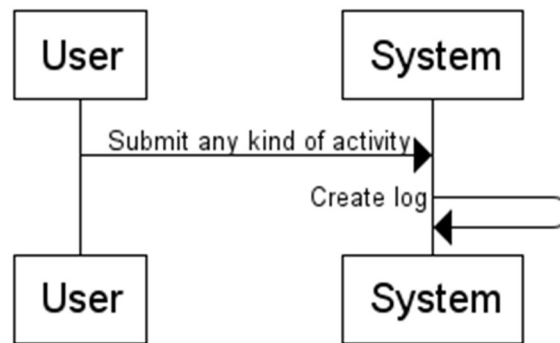 User System
Submit any kind of activity
Create log
User System